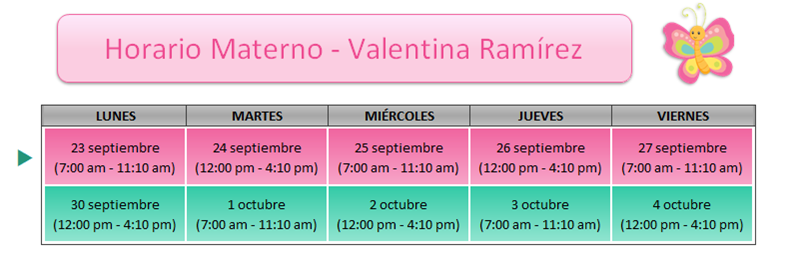 Horario Materno - Valentina Ramírez
LUNES MARTES MIÉRCOLES JUEVES VIERNES
23 septiembre 24 septiembre 25 septiembre 26 septiembre 27 septiembre
(7:00 am - 11:10 am) (12:00 pm - 4:10 pm) (7:00 am - 11:10 am) (12:00 pm - 4:10 pm) (7:00 am - 11:10 am)
30 septiembre 1 octubre 2 octubre 3 octubre 4 octubre
(12:00 pm - 4:10 pm) (7:00 am - 11:10 am) (12:00 pm - 4:10 pm) (7:00 am - 11:10 am) (12:00 pm - 4:10 pm)